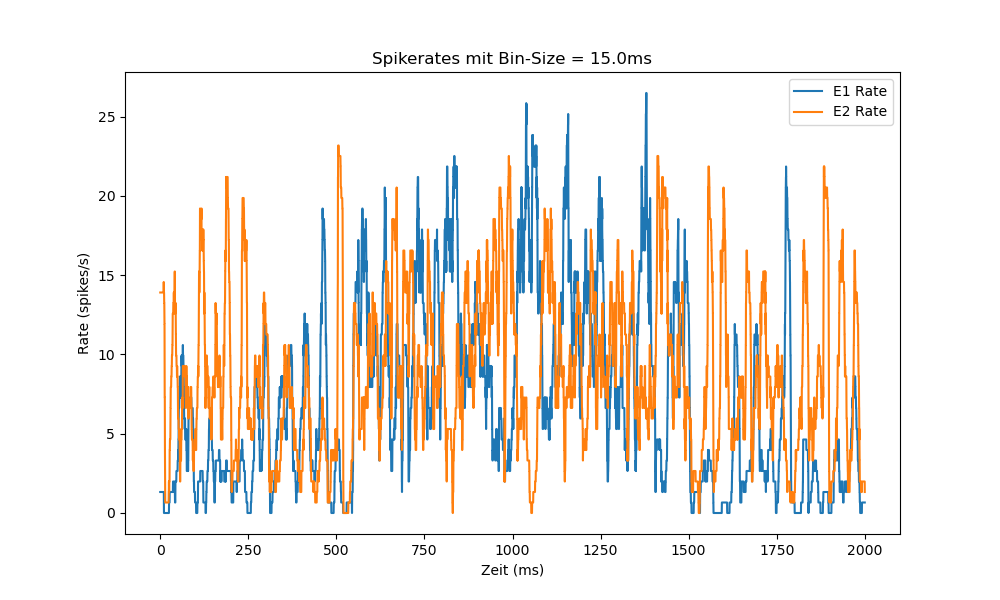 Spikerates mit Bin-Size = 15.0ms
E1 Rate
E2 Rate
25
20
15
10
5
0
Rate (spikes/s)
0 250 500 750 1000 1250 1500 1750 2000
Zeit (ms)